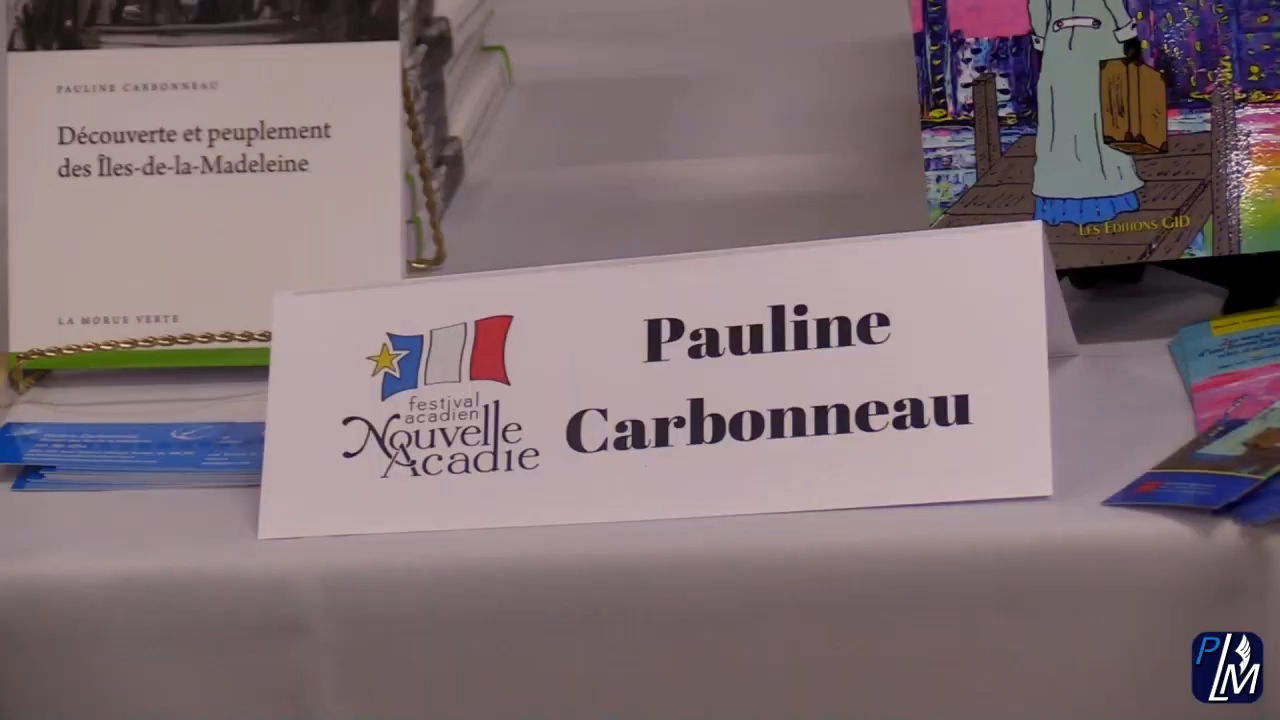 PAULINE CARBONNEAU
Découverte et peuplement
des Îles-de-la-Madeleine
LA MORUE VERTE
LES ÉDITIONS GID
festival
acadien
Nouvelle
Acadie
Pauline
Carbonneau
PLM